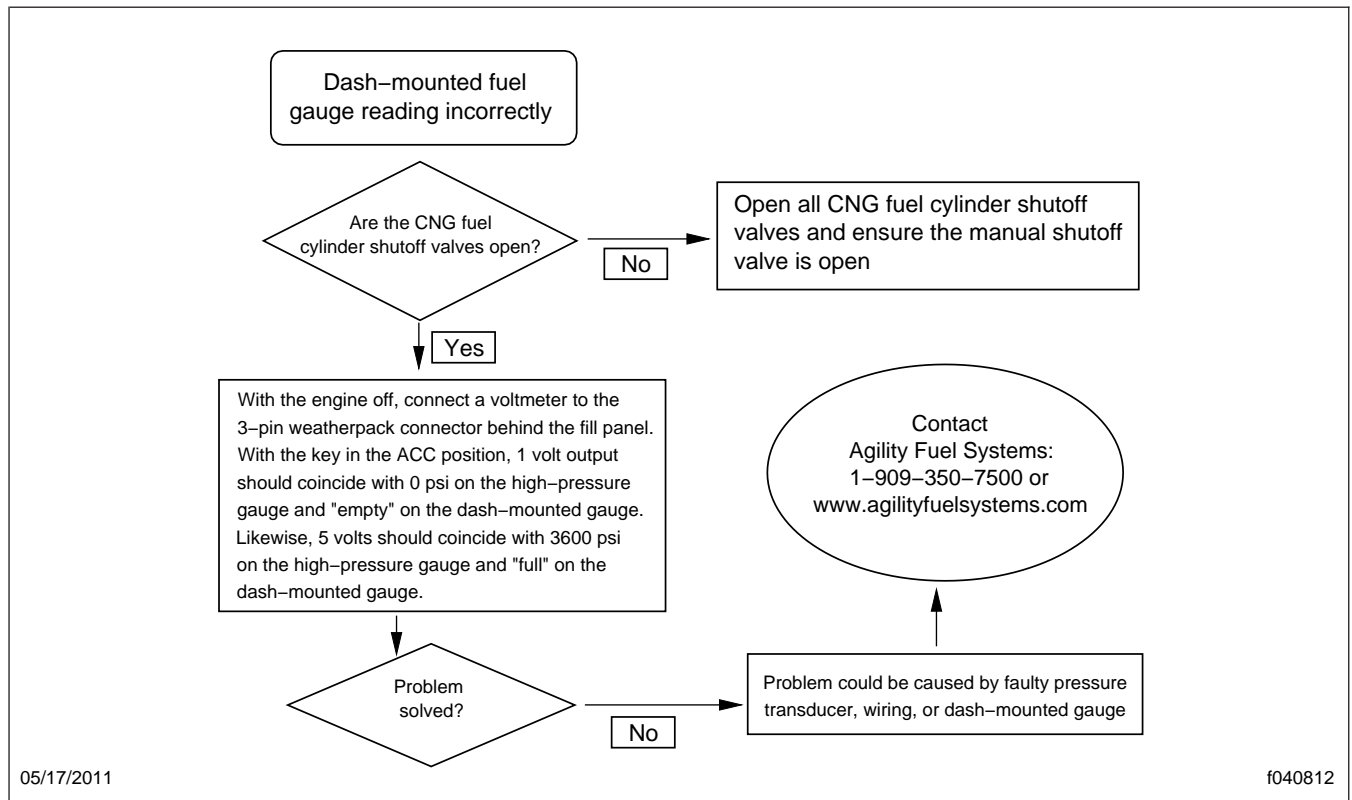 Dash−mounted fuel
gauge reading incorrectly
Are the CNG fuel
cylinder shutoff valves open?
No
Open all CNG fuel cylinder shutoff
valves and ensure the manual shutoff
valve is open
Yes
With the engine off, connect a voltmeter to the
3−pin weatherpack connector behind the fill panel.
With the key in the ACC position, 1 volt output
should coincide with 0 psi on the high−pressure
gauge and "empty" on the dash−mounted gauge.
Likewise, 5 volts should coincide with 3600 psi
on the high−pressure gauge and "full" on the
dash−mounted gauge.
Problem
solved?
No
Problem could be caused by faulty pressure
transducer, wiring, or dash−mounted gauge
Contact
Agility Fuel Systems:
1−909−350−7500 or
www.agilityfuelsystems.com
05/17/2011
f040812